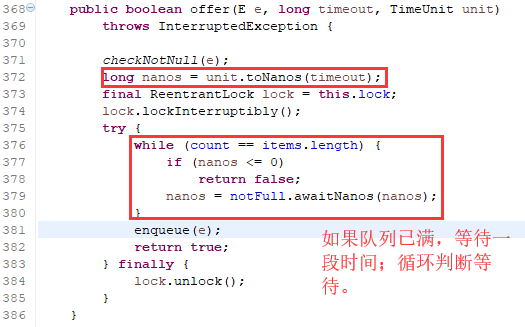 368 public boolean offer(E e, long timeout, TimeUnit unit)
369 throws InterruptedException {
370
371 checkNotNull(e);
372 long nanos = unit.toNanos(timeout);
373 final ReentrantLock lock = this.lock;
374 lock.lockInterruptibly();
375 try {
376 while (count == items.length) {
377 if (nanos <= 0)
378 return false;
379 nanos = notFull.awaitNanos(nanos);
380 }
381 enqueue(e);
382 return true;
383 } finally {
384 lock.unlock();
385 }
386 }
如果队列已满，等待一
段时间；循环判断等
待。